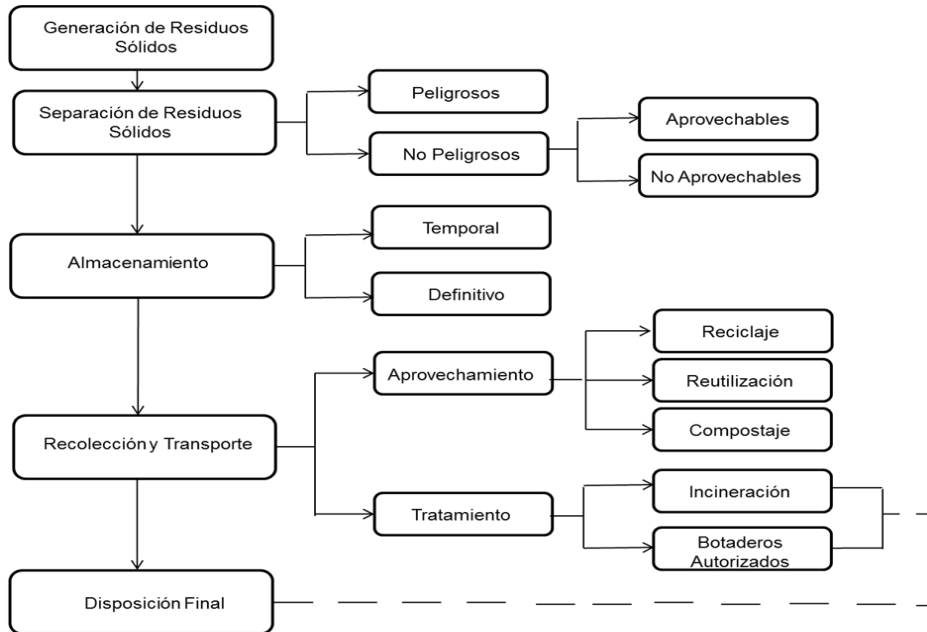 Generación de Residuos
Sólidos
Separación de Residuos
Sólidos
Peligrosos
No Peligrosos
Aprovechables
No Aprovechables
Almacenamiento
Temporal
Definitivo
Recolección y Transporte
Aprovechamiento
Reciclaje
Reutilización
Compostaje
Tratamiento
Incineración
Botaderos
Autorizados
Disposición Final